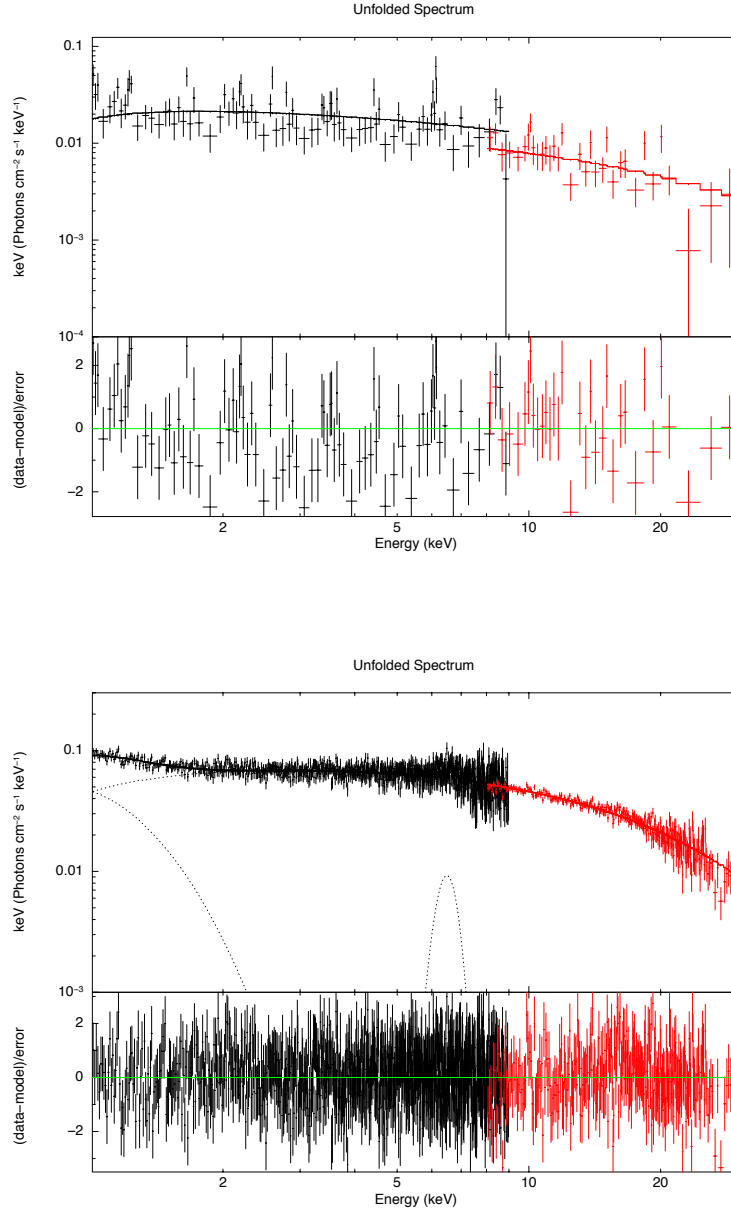 Unfolded Spectrum
0.1
0.01
10⁻³
10⁻⁴
keV (Photons cm⁻² s⁻¹ keV⁻¹)
2
0
−2
(data−model)/error
2 5 10 20
Energy (keV)
Unfolded Spectrum
0.1
0.01
10⁻³
keV (Photons cm⁻² s⁻¹ keV⁻¹)
2
0
−2
(data−model)/error
2 5 10 20
Energy (keV)